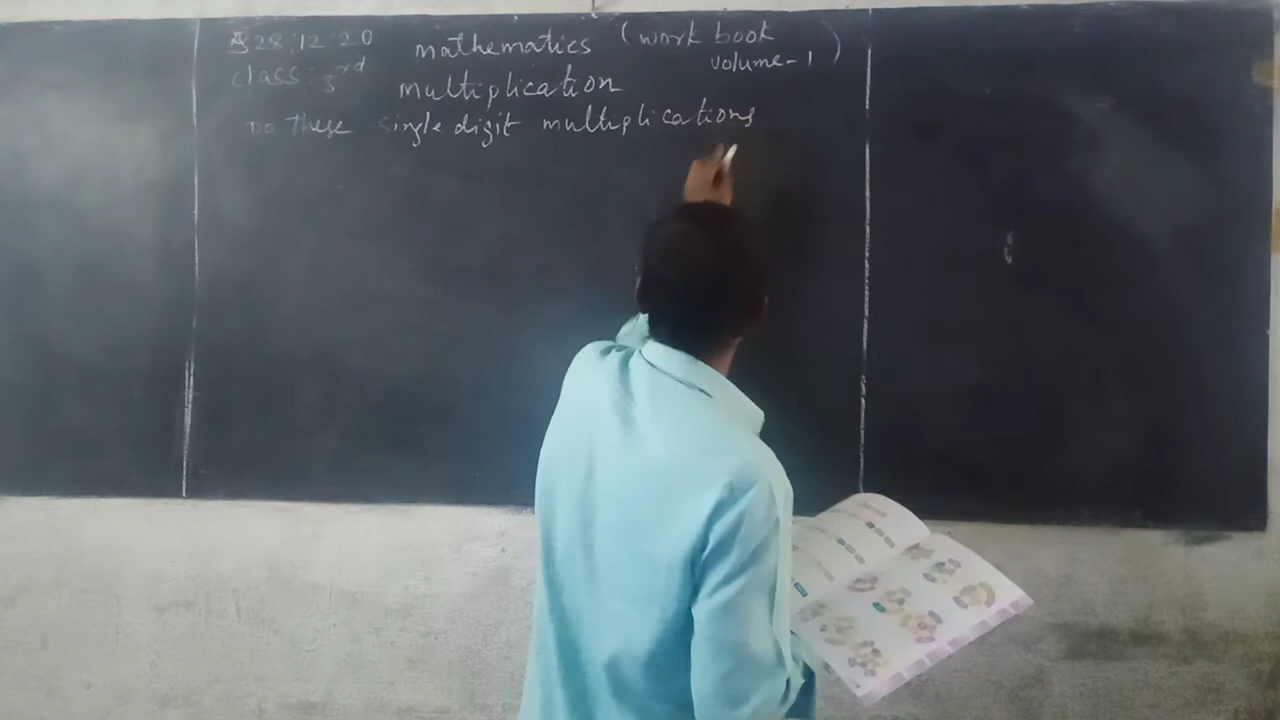 28:12:20 mathematics (work book
volume-1)
class: 3rd multiplication
Do These single digit multiplications